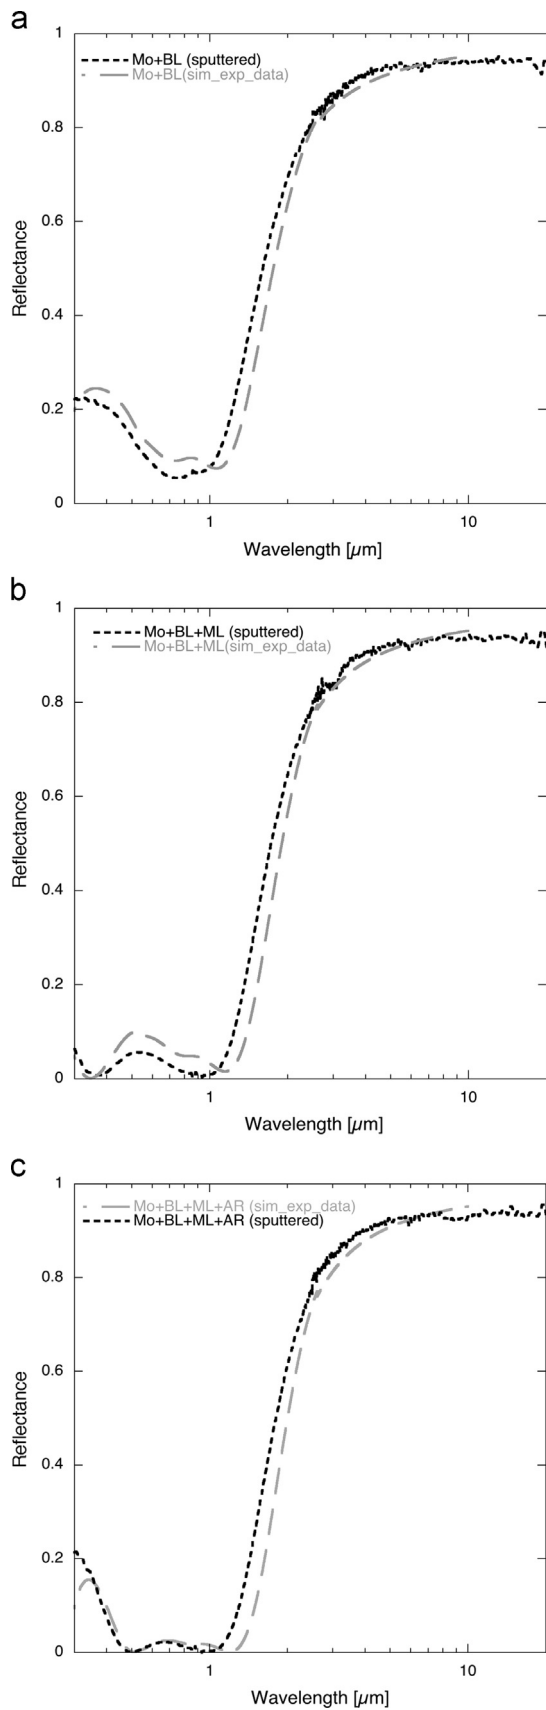 a
1
Mo+BL (sputtered)
Mo+BL(sim_exp_data)
0.8
0.6
Reflectance
0.4
0.2
0
1
10
Wavelength [µm]
b
1
Mo+BL+ML (sputtered)
Mo+BL+ML(sim_exp_data)
0.8
0.6
Reflectance
0.4
0.2
0
1
10
Wavelength [µm]
c
1
Mo+BL+ML+AR (sim_exp_data)
Mo+BL+ML+AR (sputtered)
0.8
0.6
Reflectance
0.4
0.2
0
1
10
Wavelength [µm]